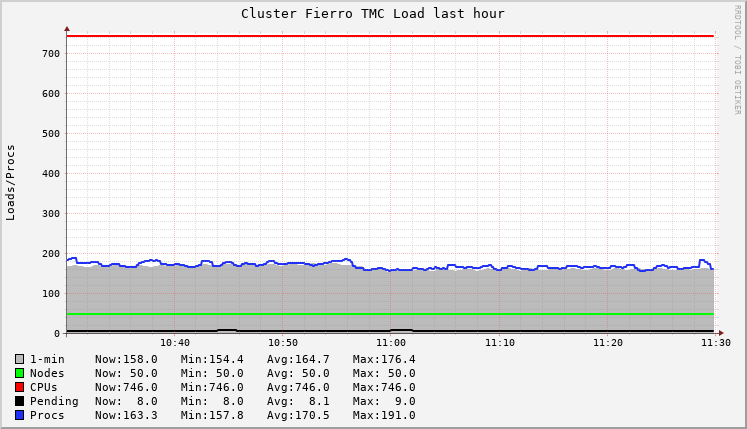 Cluster Fierro TMC Load last hour
RRDTOOL / TOBI OETIKER
Loads/Procs
700
600
500
400
300
200
100
0
10:40 10:50 11:00 11:10 11:20 11:30
1-min Now:158.0 Min:154.4 Avg:164.7 Max:176.4
Nodes Now: 50.0 Min: 50.0 Avg: 50.0 Max: 50.0
CPUs Now:746.0 Min:746.0 Avg:746.0 Max:746.0
Pending Now: 8.0 Min: 8.0 Avg: 8.1 Max: 9.0
Procs Now:163.3 Min:157.8 Avg:170.5 Max:191.0